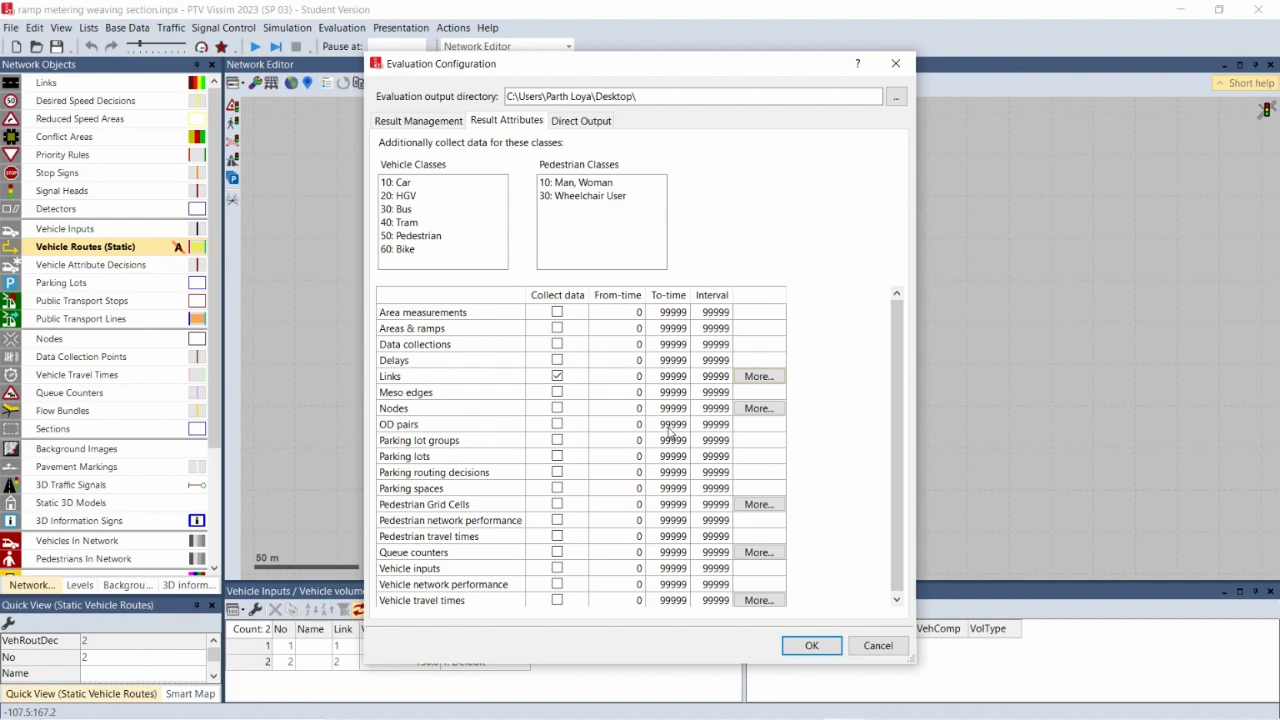 ramp metering weaving section.inpx - PTV Vissim 2023 (SP 03) - Student Version
File Edit View Lists Base Data Traffic Signal Control Simulation Evaluation Presentation Test Scenarios Actions Help
Pause at:
Network Editor
Network Objects
Links
Desired Speed Decisions
Reduced Speed Areas
Conflict Areas
Priority Rules
Stop Signs
Signal Heads
Detectors
Vehicle Inputs
Vehicle Routes (Static)
Vehicle Attribute Decisions
Parking Lots
Public Transport Stops
Public Transport Lines
Nodes
Data Collection Points
Vehicle Travel Times
Queue Counters
Flow Bundles
Sections
Background Images
Pavement Markings
3D Traffic Signals
Static 3D Models
3D Information Signs
Vehicles In Network
Pedestrians In Network
Network... Levels Backgrou... 3D inform...
Quick View (Static Vehicle Routes)
VehRoutDec 2
No 2
Name
Quick View (Static Vehicle Routes) Smart Map
-107.5:167.2
Network Editor
Short help
50 m
Evaluation Configuration
?
Evaluation output directory: C:\Users\Parth Loya\Desktop\ ...
Result Management Result Attributes Direct Output
Additionally collect data for these classes:
Vehicle Classes Pedestrian Classes
10: Car
20: HGV
30: Bus
40: Tram
50: Pedestrian
60: Bike
10: Man, Woman
30: Wheelchair User
Collect data From-time To-time Interval
Area measurements 0 99999 99999
Areas & ramps 0 99999 99999
Data collections 0 99999 99999
Delays 0 99999 99999
Links 0 99999 99999 More...
Meso edges 0 99999 99999
Nodes 0 99999 99999 More...
OD pairs 0 99999 99999
Parking lot groups 0 99999 99999
Parking lots 0 99999 99999
Parking routing decisions 0 99999 99999
Parking spaces 0 99999 99999
Pedestrian Grid Cells 0 99999 99999 More...
Pedestrian network performance 0 99999 99999
Pedestrian travel times 0 99999 99999
Queue counters 0 99999 99999 More...
Vehicle inputs 0 99999 99999
Vehicle network performance 0 99999 99999
Vehicle travel times 0 99999 99999 More...
OK Cancel
Vehicle Inputs / Vehicle volume
Count: 2 No Name Link
1 1 1
2 2 2
VehComp VolType